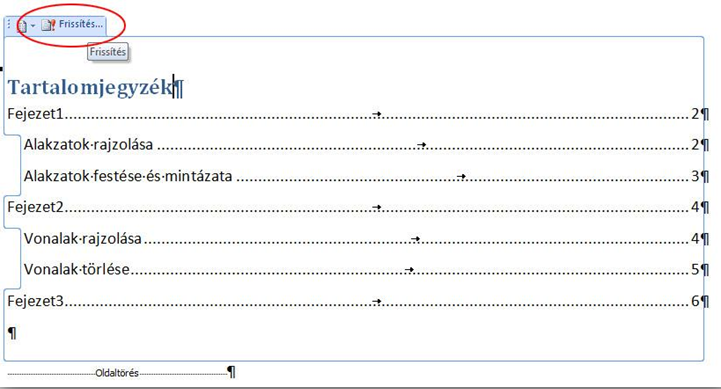 Frissítés...
Frissítés
Tartalomjegyzék¶
Fejezet1....................................................→....................................................2¶
Alakzatok·rajzolása....................................................→....................................................2¶
Alakzatok·festése·és·mintázata....................................................→....................................................3¶
Fejezet2....................................................→....................................................4¶
Vonalak·rajzolása....................................................→....................................................4¶
Vonalak·törlése....................................................→....................................................5¶
Fejezet3....................................................→....................................................6¶
¶
Oldaltörés¶